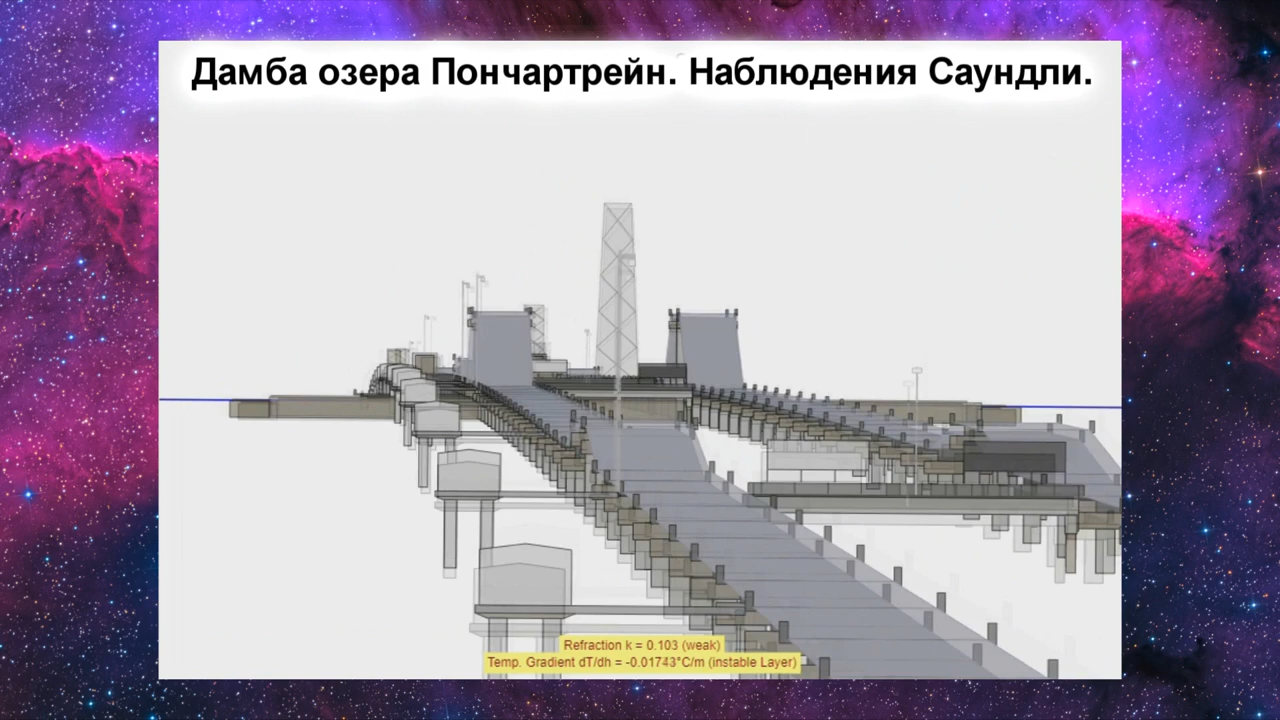 Дамба озера Пончартрейн. Наблюдения Саундли.
Refraction k = 0.103 (weak)
Temp. Gradient dT/dh = -0.01743°C/m (instable Layer)